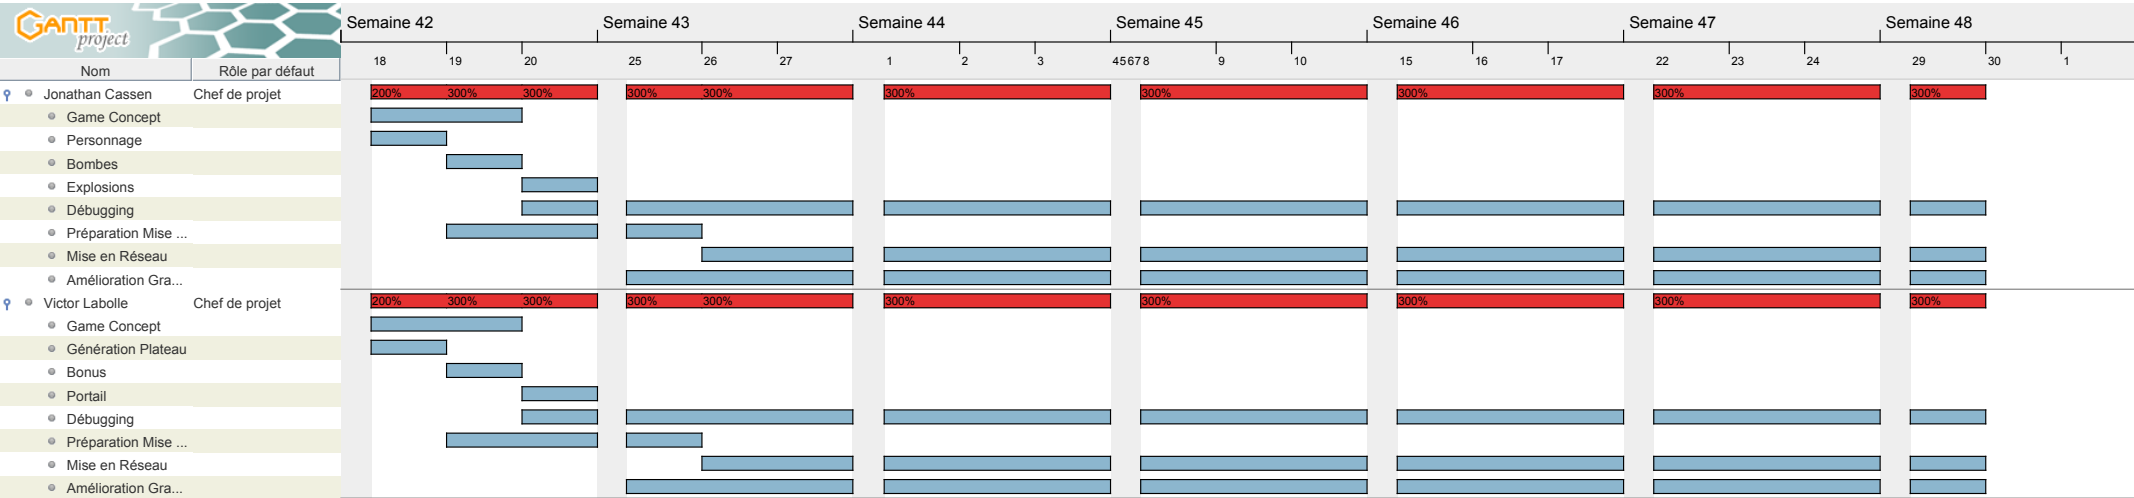 GANTT
project
Semaine 42 Semaine 43 Semaine 44 Semaine 45 Semaine 46 Semaine 47 Semaine 48
Nom Rôle par défaut 18 19 20 25 26 27 1 2 3 4 5 6 7 8 9 10 15 16 17 22 23 24 29 30 1
Jonathan Cassen Chef de projet 200% 300% 300% 300% 300% 300% 300% 300% 300% 300%
Game Concept
Personnage
Bombes
Explosions
Débugging
Préparation Mise ...
Mise en Réseau
Amélioration Gra...
Victor Labolle Chef de projet 200% 300% 300% 300% 300% 300% 300% 300% 300% 300%
Game Concept
Génération Plateau
Bonus
Portail
Débugging
Préparation Mise ...
Mise en Réseau
Amélioration Gra...